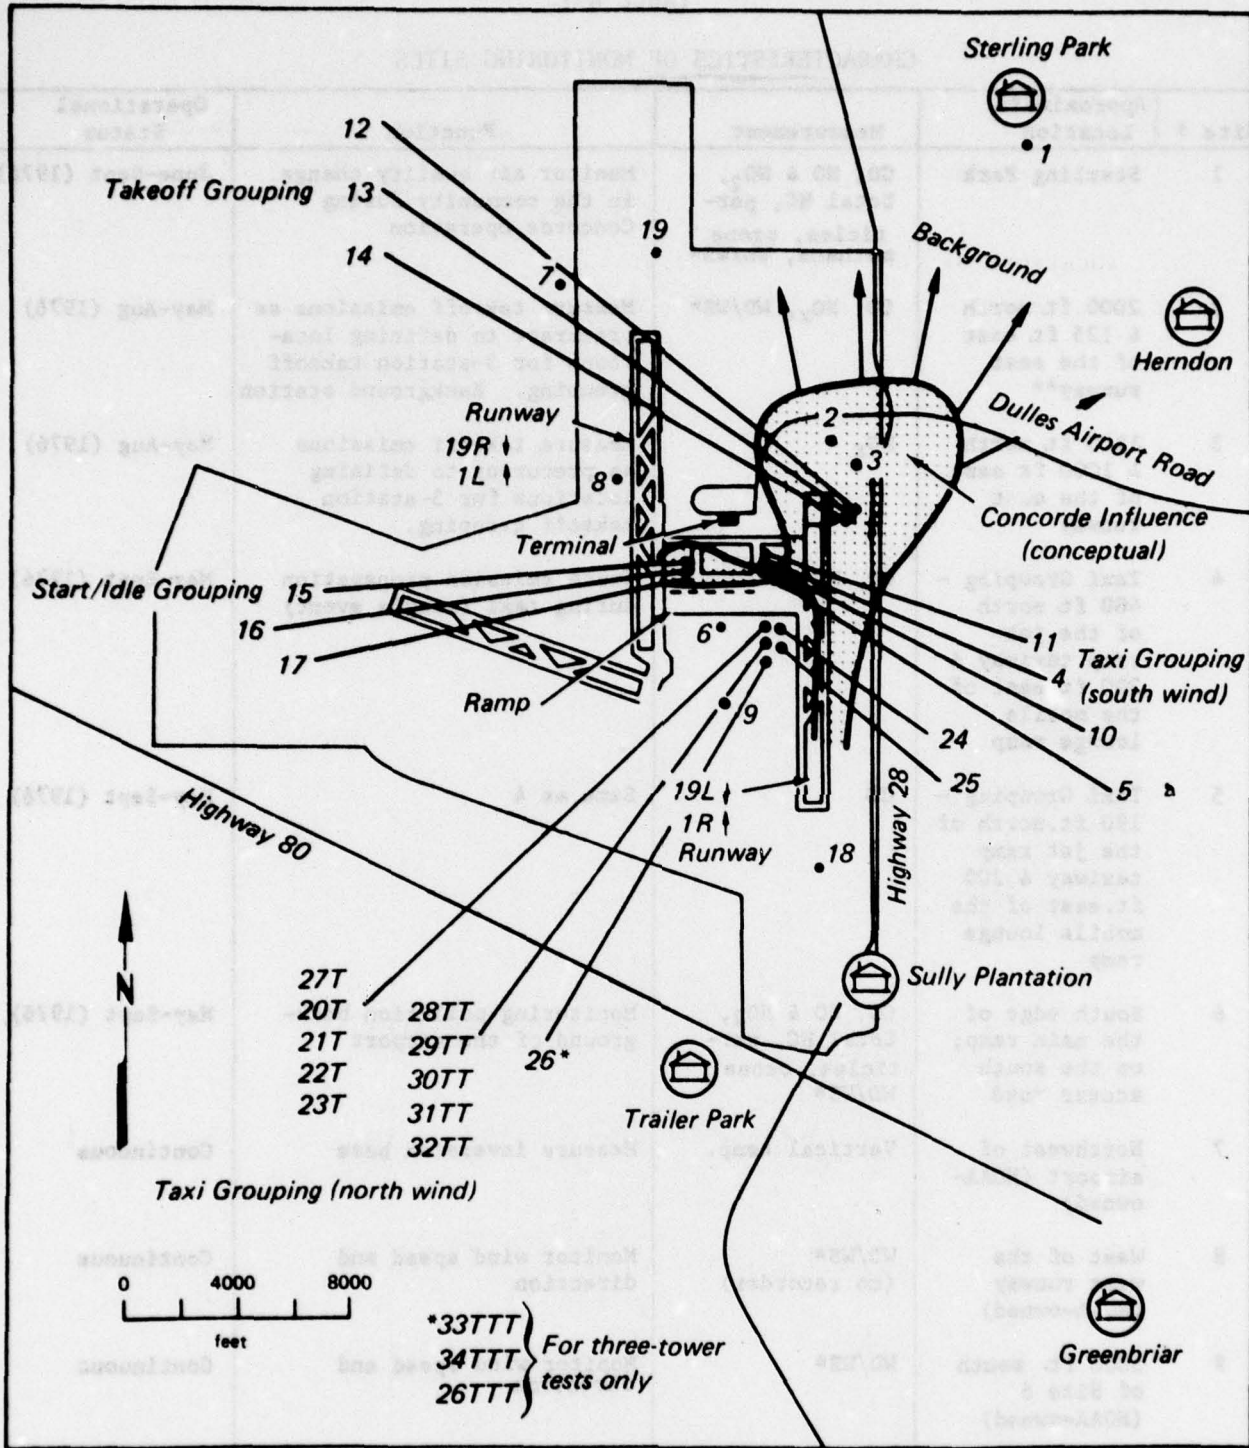 Sterling Park
1
12
Takeoff Grouping 13
14
19
7
Background
Herndon
Dulles Airport Road
Runway
19R
1L
8
2
3
Terminal
Concorde Influence
(conceptual)
Start/Idle Grouping 15
16
17
6
11
Taxi Grouping
4 (south wind)
Ramp
9
24
10
25
5
19L
1R
Runway
18
Highway 28
Highway 80
N
Sully Plantation
27T
20T
21T
22T
23T
28TT
29TT
30TT
31TT
32TT
26*
Trailer Park
Taxi Grouping (north wind)
0 4000 8000
feet
*33TTT
34TTT
26TTT
For three-tower
tests only
Greenbriar